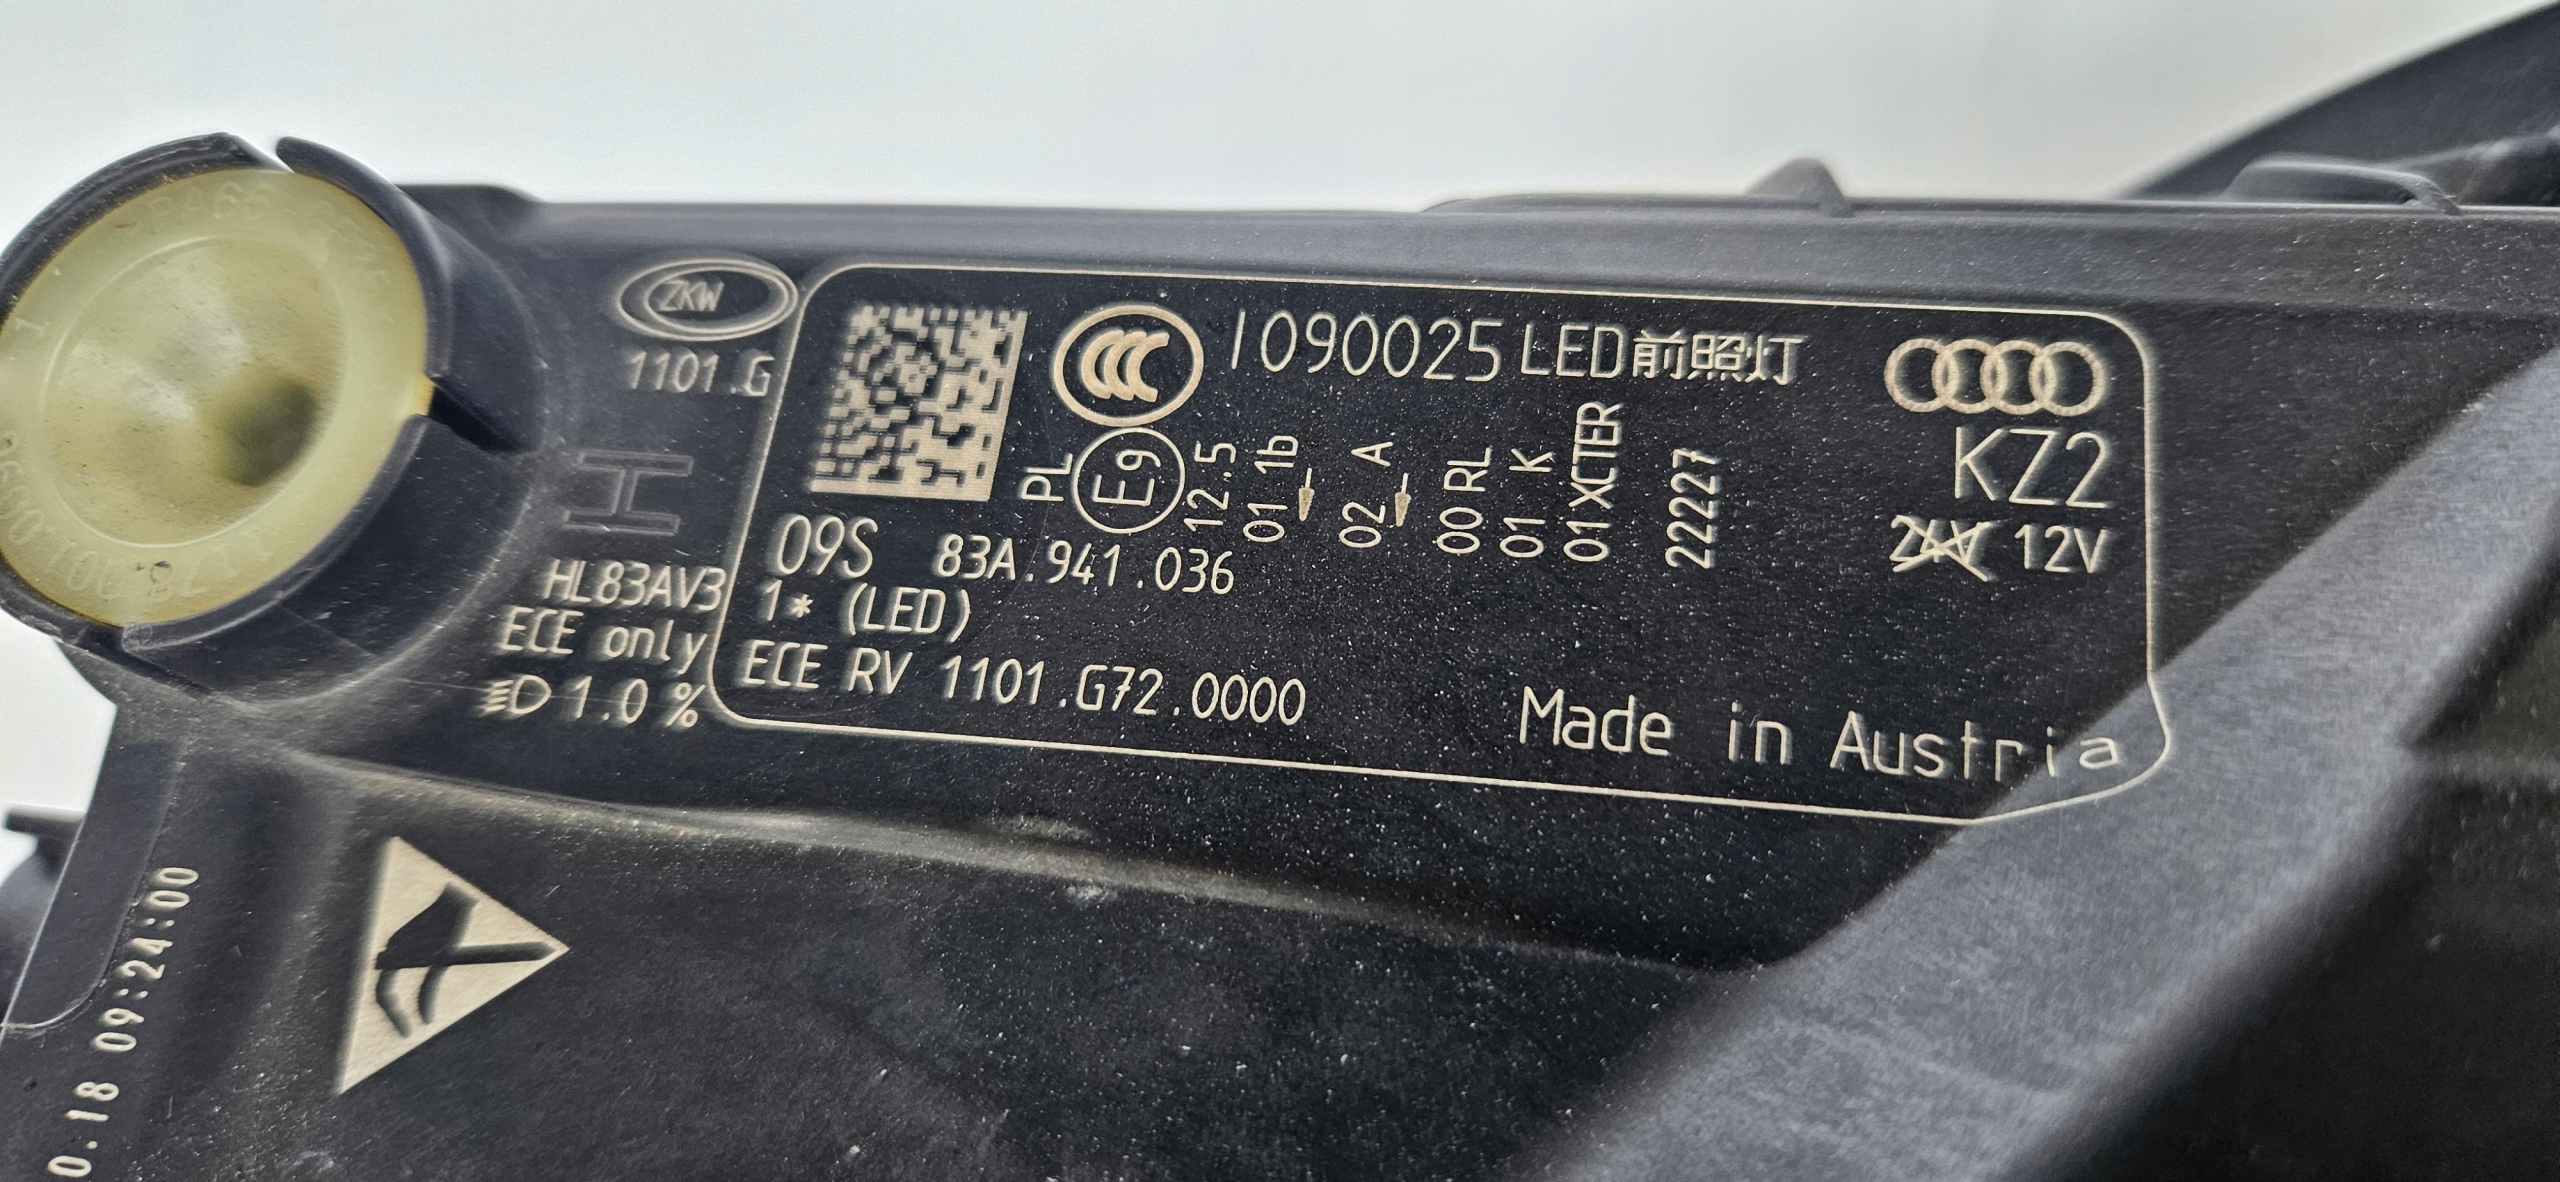 ZKW
1101.G
H
HL83AV3
ECE only
1.0 %
1090025 LED前照灯
PL
E9
12.5
01 1b
02 A
00 RL
01 K
01 XCTER
22227
KZ2
24V 12V
09S 83A.941.036
1* (LED)
ECE RV 1101.G72.0000
Made in Austria
0.18 09:24:00